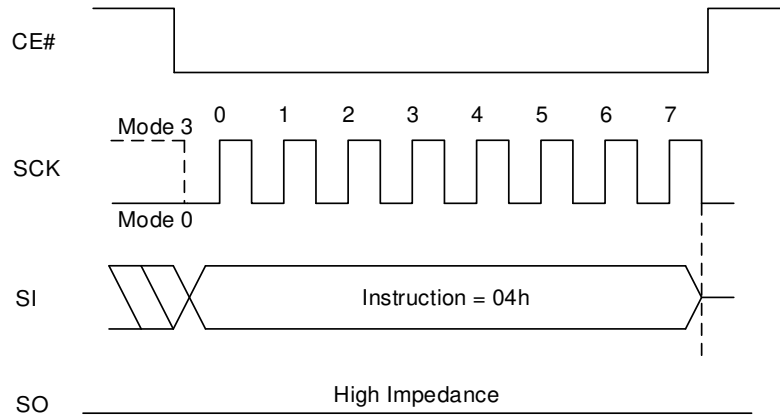 CE#
0 1 2 3 4 5 6 7
Mode 3
SCK
Mode 0
SI
Instruction = 04h
High Impedance
SO